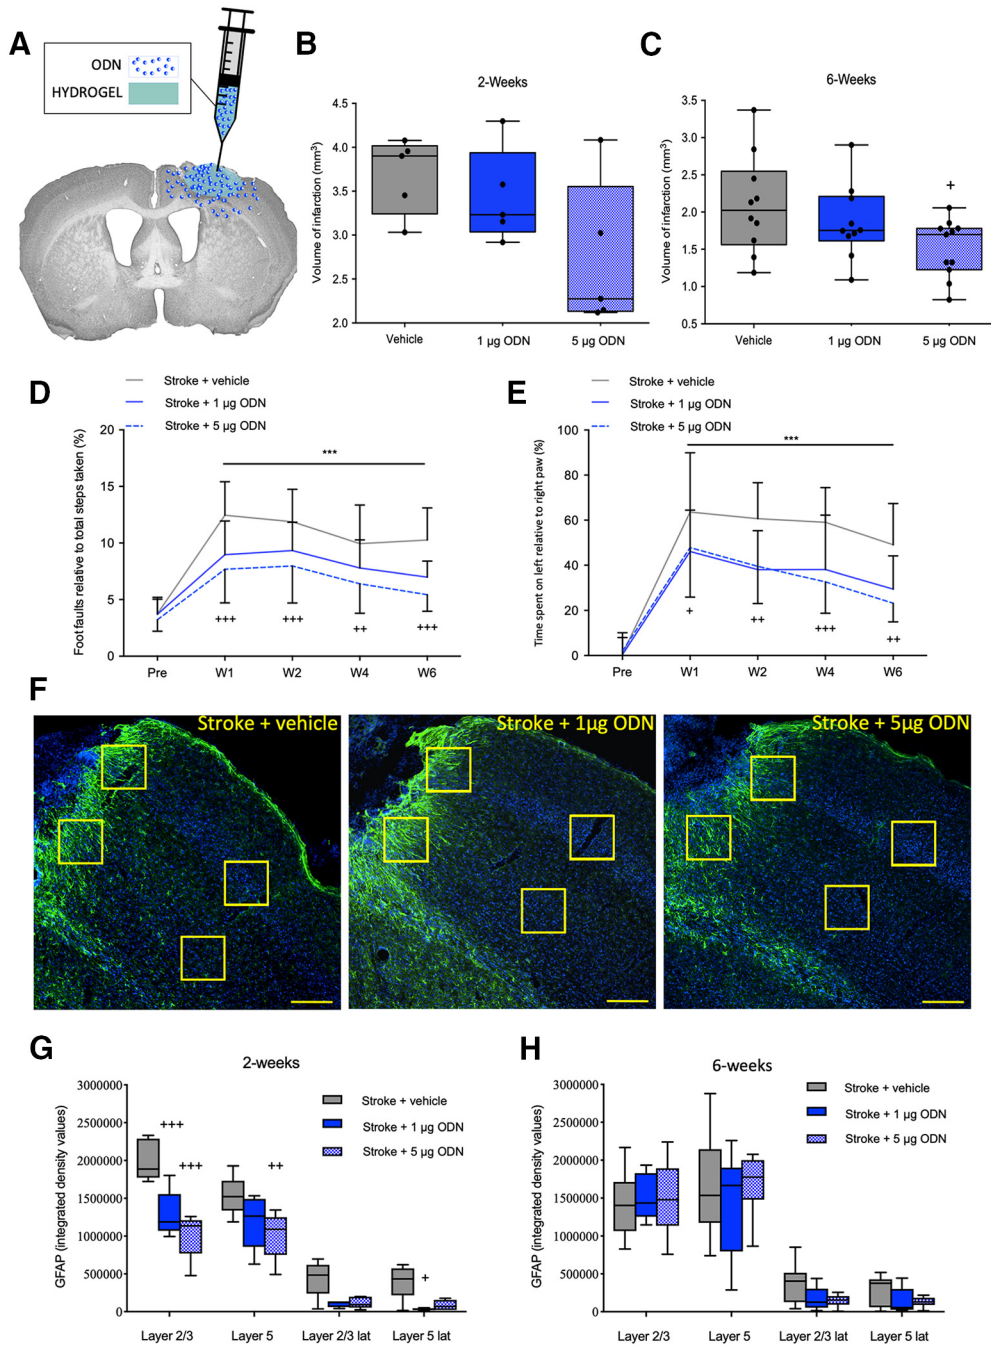 A
ODN
HYDROGEL
B
2-Weeks
Volume of infarction (mm³)
4.5
4.0
3.5
3.0
2.5
2.0
Vehicle
1 µg ODN
5 µg ODN
C
6-Weeks
Volume of infarction (mm³)
3.5
3.0
2.5
2.0
1.5
1.0
0.5
+
Vehicle
1 µg ODN
5 µg ODN
D
Stroke + vehicle
Stroke + 1 µg ODN
Stroke + 5 µg ODN
Foot faults relative to total steps taken (%)
20
15
10
5
0
***
+++ +++ ++ +++
Pre W1 W2 W4 W6
E
Stroke + vehicle
Stroke + 1 µg ODN
Stroke + 5 µg ODN
Time spent on left relative to right paw (%)
100
80
60
40
20
0
***
+ ++ +++ ++
Pre W1 W2 W4 W6
F
Stroke + vehicle
Stroke + 1µg ODN
Stroke + 5µg ODN
G
2-weeks
GFAP (integrated density values)
3000000
2500000
2000000
1500000
1000000
500000
0
Stroke + vehicle
Stroke + 1 µg ODN
Stroke + 5 µg ODN
+++
+++
++
+
Layer 2/3 Layer 5 Layer 2/3 lat Layer 5 lat
H
6-weeks
GFAP (integrated density values)
3000000
2500000
2000000
1500000
1000000
500000
0
Stroke + vehicle
Stroke + 1 µg ODN
Stroke + 5 µg ODN
Layer 2/3 Layer 5 Layer 2/3 lat Layer 5 lat